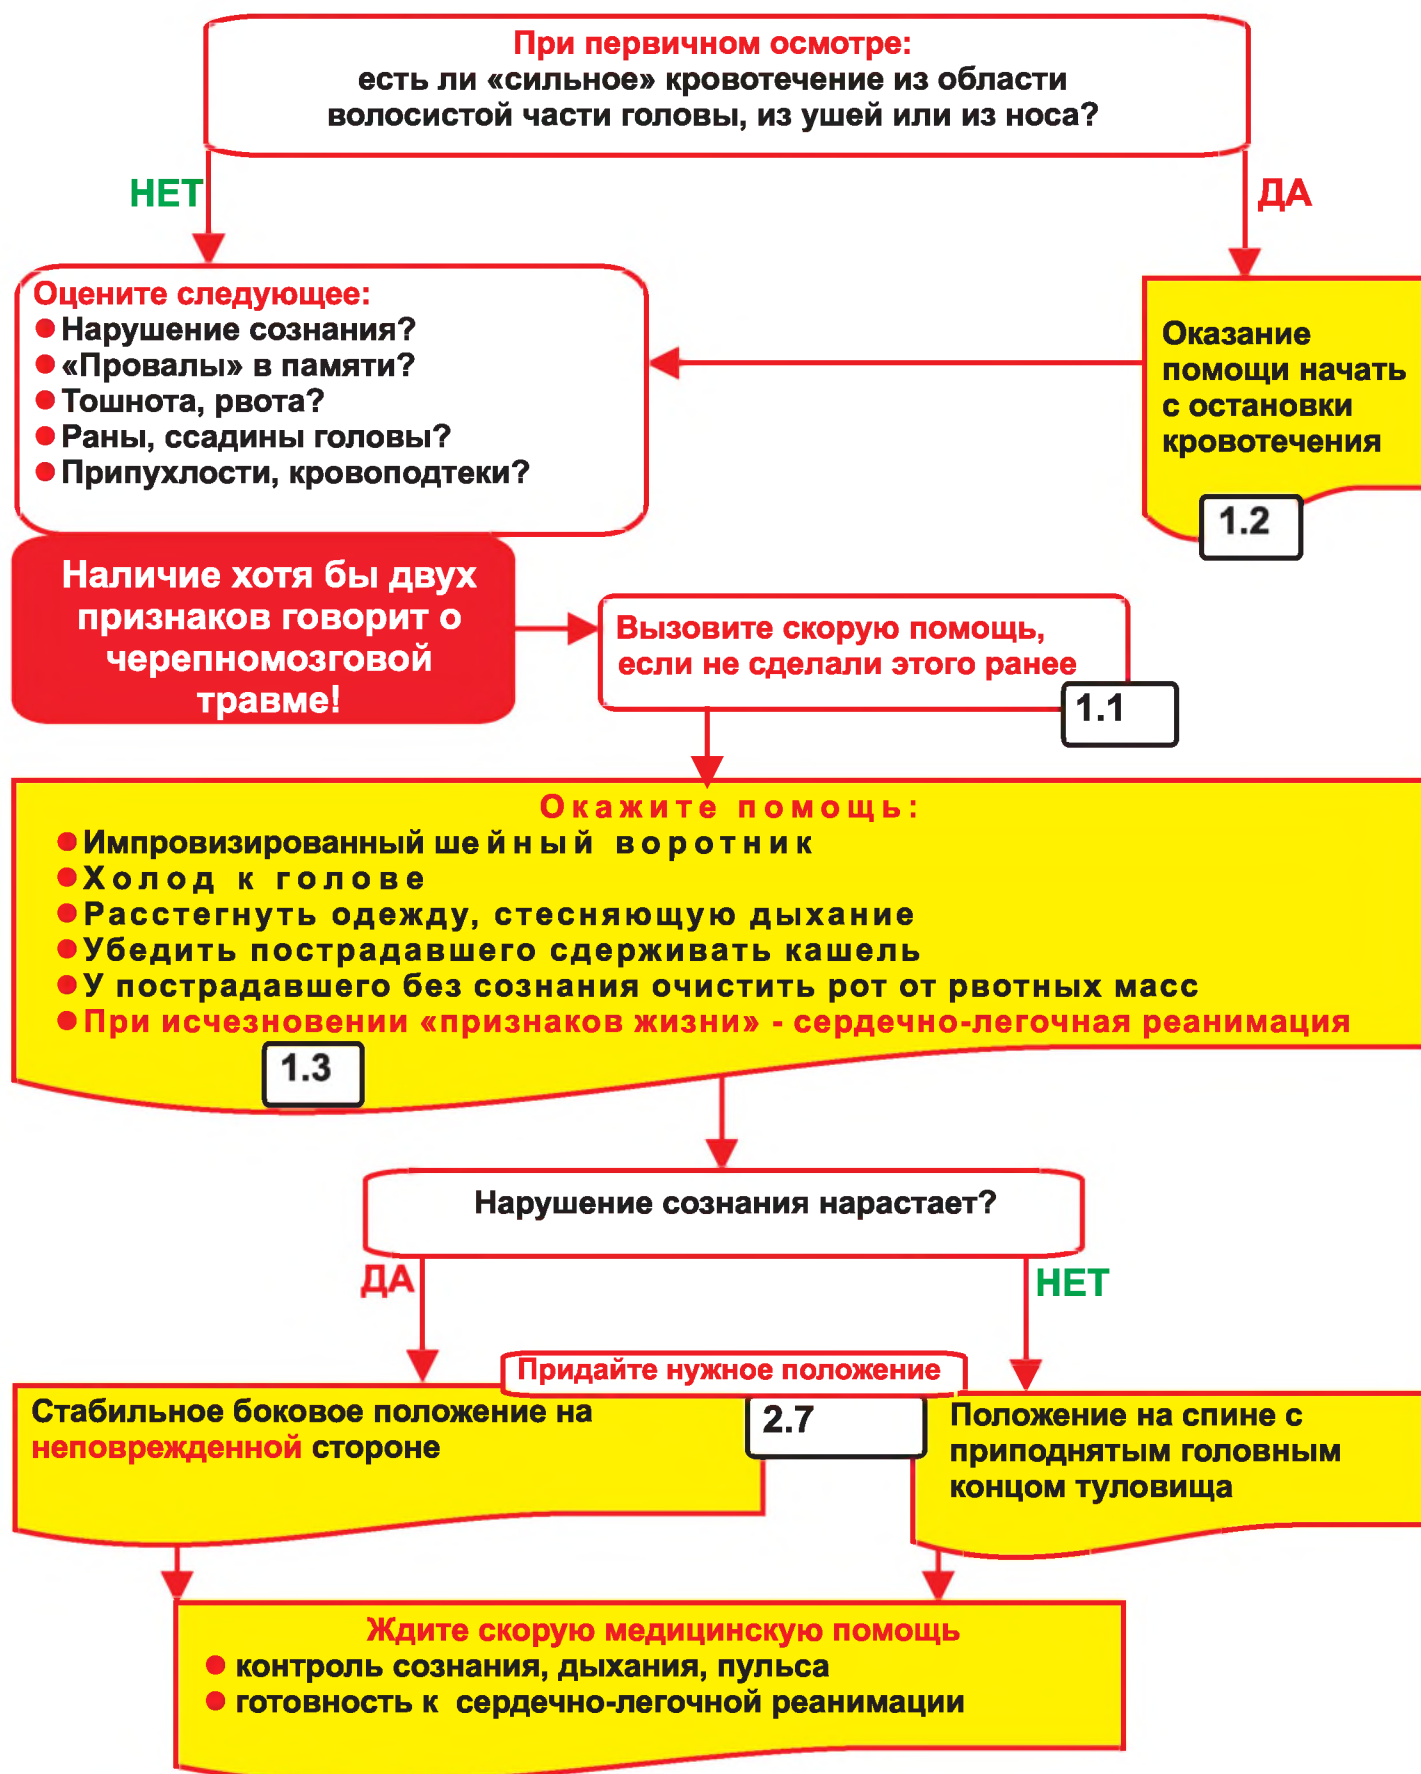 При первичном осмотре:
есть ли «сильное» кровотечение из области
волосистой части головы, из ушей или из носа?
НЕТ
ДА
Оцените следующее:
Нарушение сознания?
«Провалы» в памяти?
Тошнота, рвота?
Раны, ссадины головы?
Припухлости, кровоподтеки?
Оказание
помощи начать
с остановки
кровотечения
1.2
Наличие хотя бы двух
признаков говорит о
черепномозговой
травме!
Вызовите скорую помощь,
если не сделали этого ранее
1.1
Окажите помощь:
Импровизированный шейный воротник
Холод к голове
Расстегнуть одежду, стесняющую дыхание
Убедить пострадавшего сдерживать кашель
У пострадавшего без сознания очистить рот от рвотных масс
При исчезновении «признаков жизни» - сердечно-легочная реанимация
1.3
Нарушение сознания нарастает?
ДА
НЕТ
Придайте нужное положение
2.7
Стабильное боковое положение на
неповрежденной стороне
Положение на спине с
приподнятым головным
концом туловища
Ждите скорую медицинскую помощь
контроль сознания, дыхания, пульса
готовность к сердечно-легочной реанимации